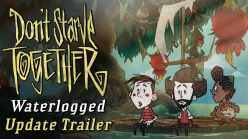 Don't Starve
TOGETHER
Waterlogged
Update Trailer